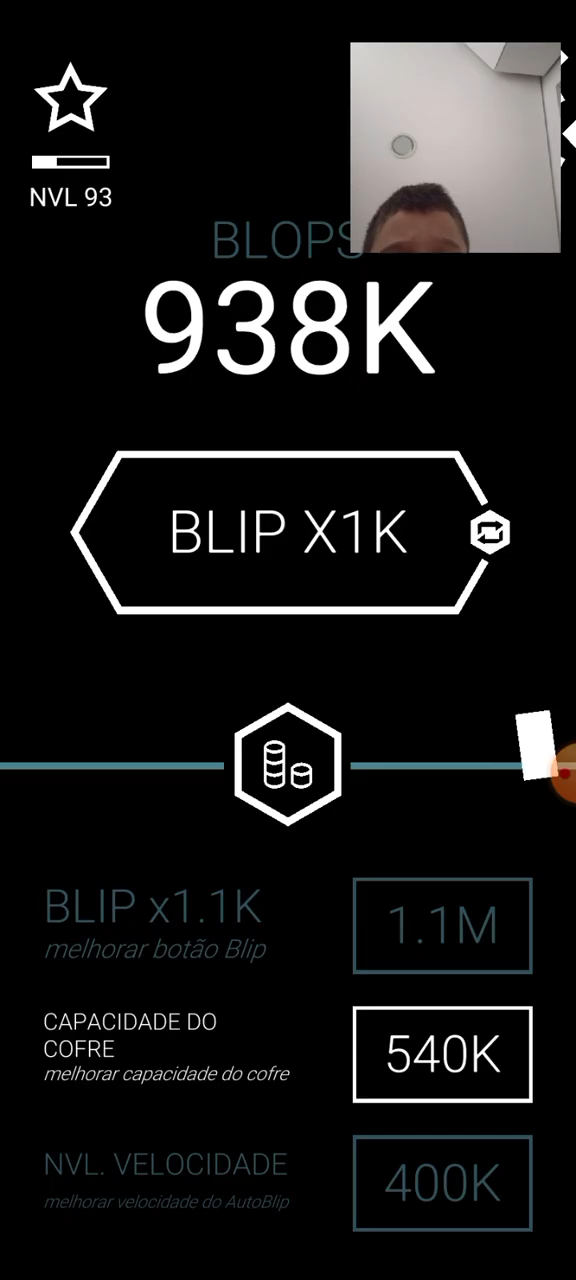 NVL 93
BLOPS
938K
BLIP X1K
BLIP x1.1K
melhorar botão Blip
1.1M
CAPACIDADE DO
COFRE
melhorar capacidade do cofre
540K
NVL. VELOCIDADE
melhorar velocidade do AutoBlip
400K